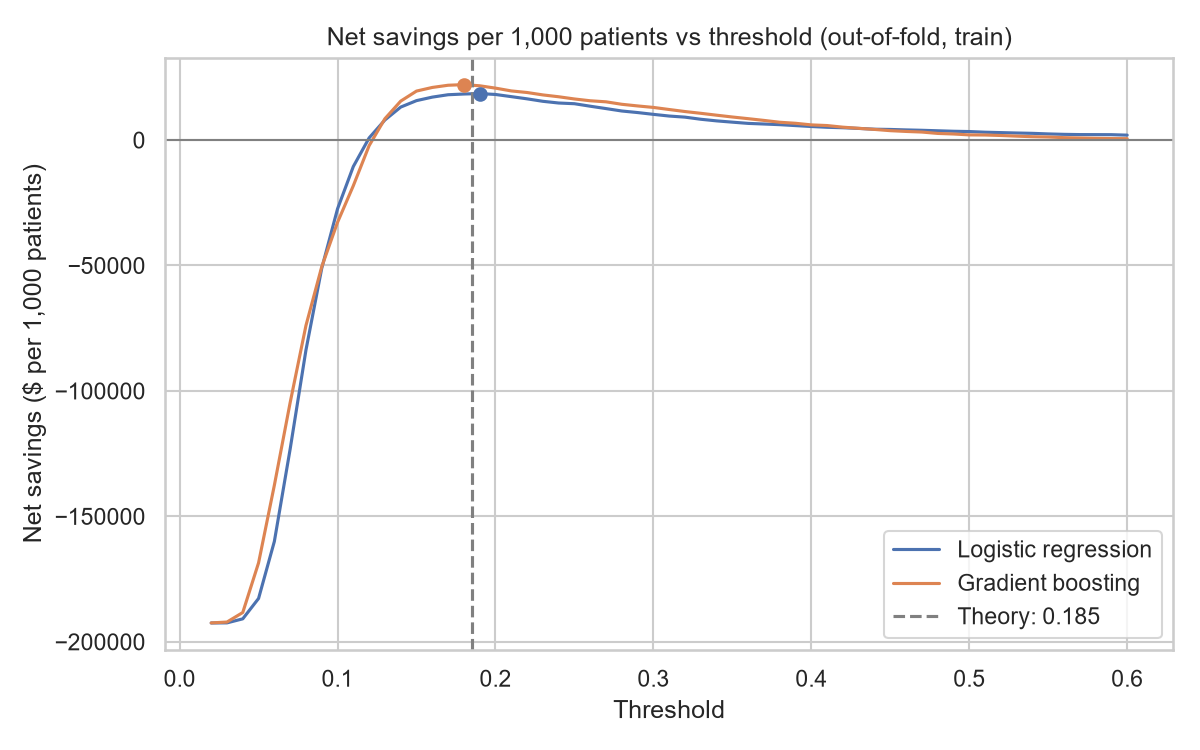 Net savings per 1,000 patients vs threshold (out-of-fold, train)
Net savings ($ per 1,000 patients)
0
−50000
−100000
−150000
−200000
0.0 0.1 0.2 0.3 0.4 0.5 0.6
Threshold
Logistic regression
Gradient boosting
Theory: 0.185